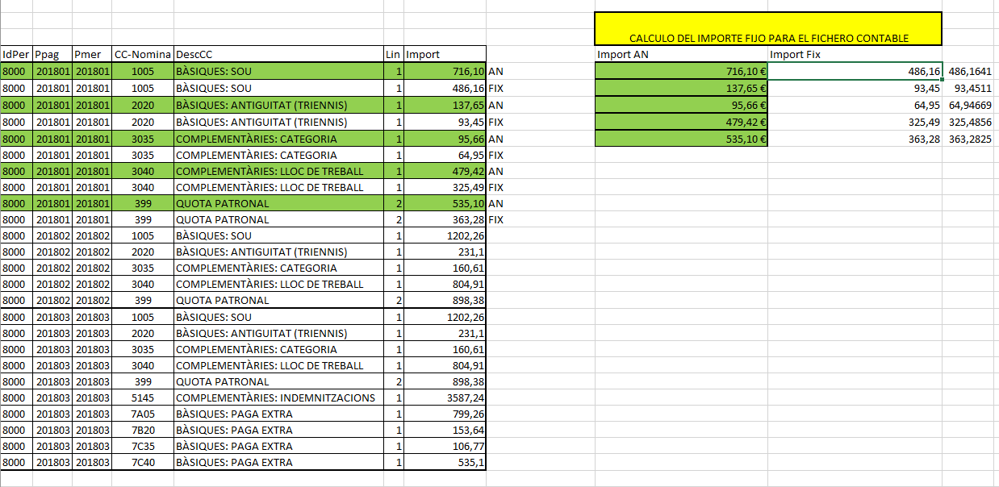 CALCULO DEL IMPORTE FIJO PARA EL FICHERO CONTABLE
IdPer Ppag Pmer CC-Nomina DescCC Lin Import Import AN Import Fix
8000 201801 201801 1005 BÀSIQUES: SOU 1 716,10 AN 716,10 € 486,16 486,1641
8000 201801 201801 1005 BÀSIQUES: SOU 1 486,16 FIX 137,65 € 93,45 93,4511
8000 201801 201801 2020 BÀSIQUES: ANTIGUITAT (TRIENNIS) 1 137,65 AN 95,66 € 64,95 64,94669
8000 201801 201801 2020 BÀSIQUES: ANTIGUITAT (TRIENNIS) 1 93,45 FIX 479,42 € 325,49 325,4856
8000 201801 201801 3035 COMPLEMENTÀRIES: CATEGORIA 1 95,66 AN 535,10 € 363,28 363,2825
8000 201801 201801 3035 COMPLEMENTÀRIES: CATEGORIA 1 64,95 FIX
8000 201801 201801 3040 COMPLEMENTÀRIES: LLOC DE TREBALL 1 479,42 AN
8000 201801 201801 3040 COMPLEMENTÀRIES: LLOC DE TREBALL 1 325,49 FIX
8000 201801 201801 399 QUOTA PATRONAL 2 535,10 AN
8000 201801 201801 399 QUOTA PATRONAL 2 363,28 FIX
8000 201802 201802 1005 BÀSIQUES: SOU 1 1202,26
8000 201802 201802 2020 BÀSIQUES: ANTIGUITAT (TRIENNIS) 1 231,1
8000 201802 201802 3035 COMPLEMENTÀRIES: CATEGORIA 1 160,61
8000 201802 201802 3040 COMPLEMENTÀRIES: LLOC DE TREBALL 1 804,91
8000 201802 201802 399 QUOTA PATRONAL 2 898,38
8000 201803 201803 1005 BÀSIQUES: SOU 1 1202,26
8000 201803 201803 2020 BÀSIQUES: ANTIGUITAT (TRIENNIS) 1 231,1
8000 201803 201803 3035 COMPLEMENTÀRIES: CATEGORIA 1 160,61
8000 201803 201803 3040 COMPLEMENTÀRIES: LLOC DE TREBALL 1 804,91
8000 201803 201803 399 QUOTA PATRONAL 2 898,38
8000 201803 201803 5145 COMPLEMENTÀRIES: INDEMNITZACIONS 1 3587,24
8000 201803 201803 7A05 BÀSIQUES: PAGA EXTRA 1 799,26
8000 201803 201803 7B20 BÀSIQUES: PAGA EXTRA 1 153,64
8000 201803 201803 7C35 BÀSIQUES: PAGA EXTRA 1 106,77
8000 201803 201803 7C40 BÀSIQUES: PAGA EXTRA 1 535,1